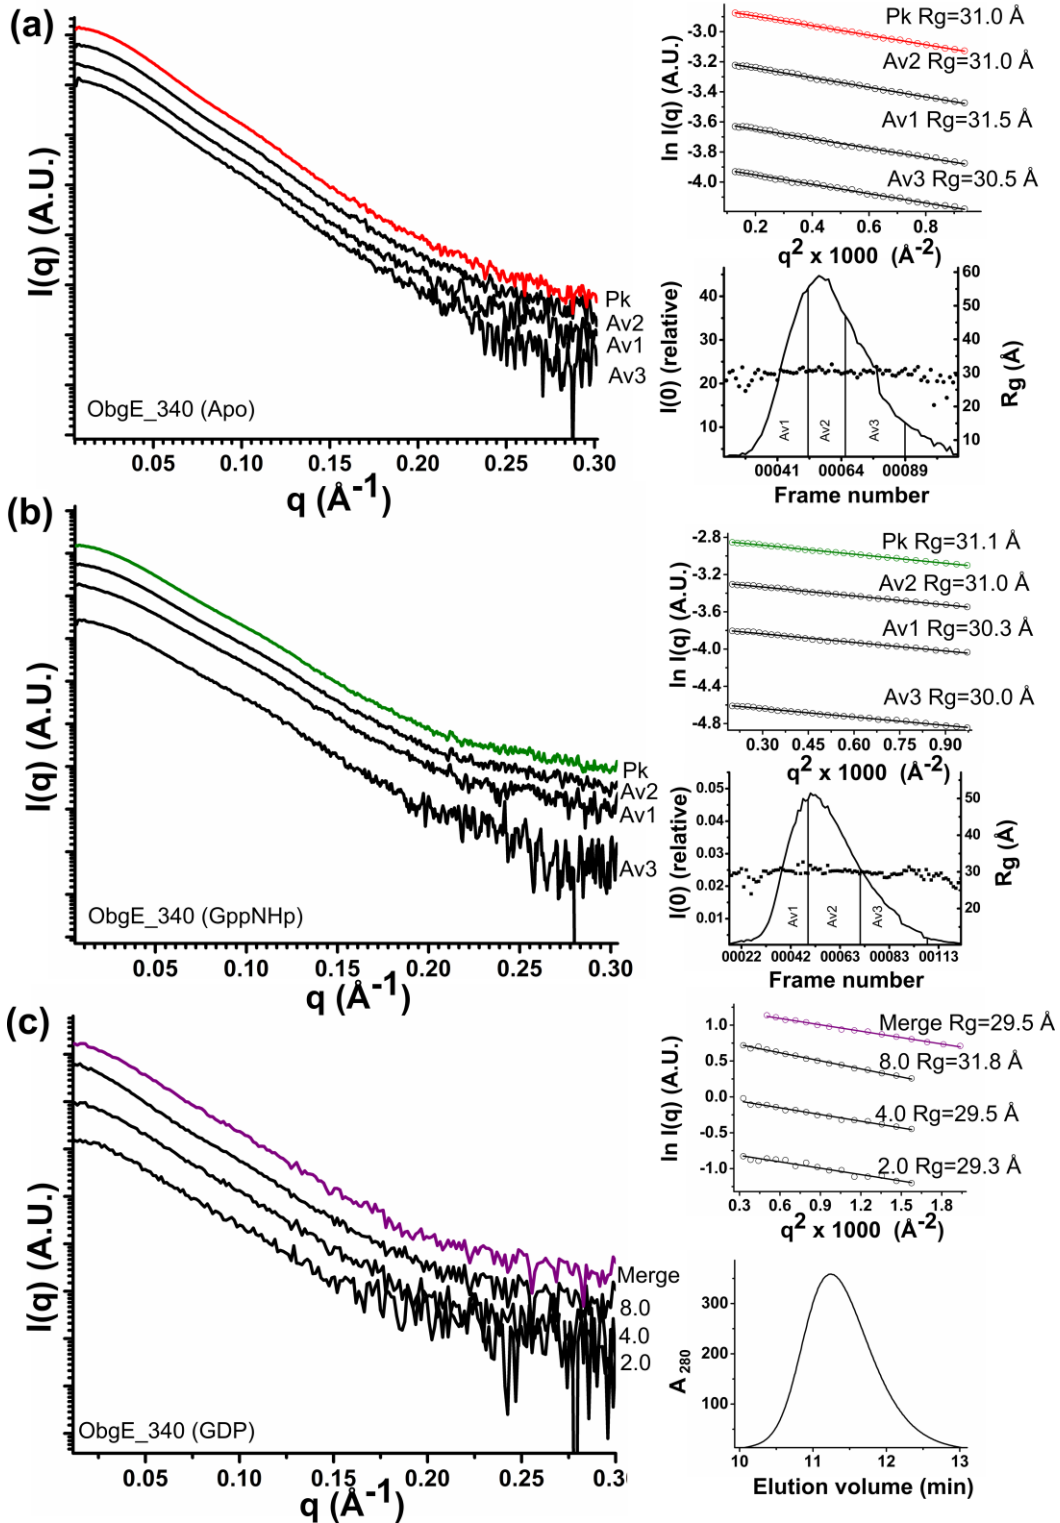 (a)
I(q) (A.U.)
Pk
Av2
Av1
Av3
ObgE_340 (Apo)
0.05 0.10 0.15 0.20 0.25 0.30
q (Å-1)
ln I(q) (A.U.)
-3.0
-3.2
-3.6
-3.8
-4.0
Pk Rg=31.0 Å
Av2 Rg=31.0 Å
Av1 Rg=31.5 Å
Av3 Rg=30.5 Å
0.2 0.4 0.6 0.8
q2 x 1000 (Å-2)
I(0) (relative)
40
30
20
10
Av1 Av2 Av3
60
50
40
30
20
10
Rg (Å)
00041 00064 00089
Frame number
(b)
I(q) (A.U.)
Pk
Av2
Av1
Av3
ObgE_340 (GppNHp)
0.05 0.10 0.15 0.20 0.25 0.30
q (Å-1)
ln I(q) (A.U.)
-2.8
-3.2
-3.6
-4.0
-4.4
-4.8
Pk Rg=31.1 Å
Av2 Rg=31.0 Å
Av1 Rg=30.3 Å
Av3 Rg=30.0 Å
0.30 0.45 0.60 0.75 0.90
q2 x 1000 (Å-2)
I(0) (relative)
0.05
0.04
0.03
0.02
0.01
Av1 Av2 Av3
50
40
30
20
Rg (Å)
00022 00042 00063 00083 00113
Frame number
(c)
I(q) (A.U.)
Merge
8.0
4.0
2.0
ObgE_340 (GDP)
0.05 0.10 0.15 0.20 0.25 0.30
q (Å-1)
ln I(q) (A.U.)
1.0
0.5
0.0
-0.5
-1.0
Merge Rg=29.5 Å
8.0 Rg=31.8 Å
4.0 Rg=29.5 Å
2.0 Rg=29.3 Å
0.3 0.6 0.9 1.2 1.5 1.8
q2 x 1000 (Å-2)
A280
300
200
100
10 11 12 13
Elution volume (min)